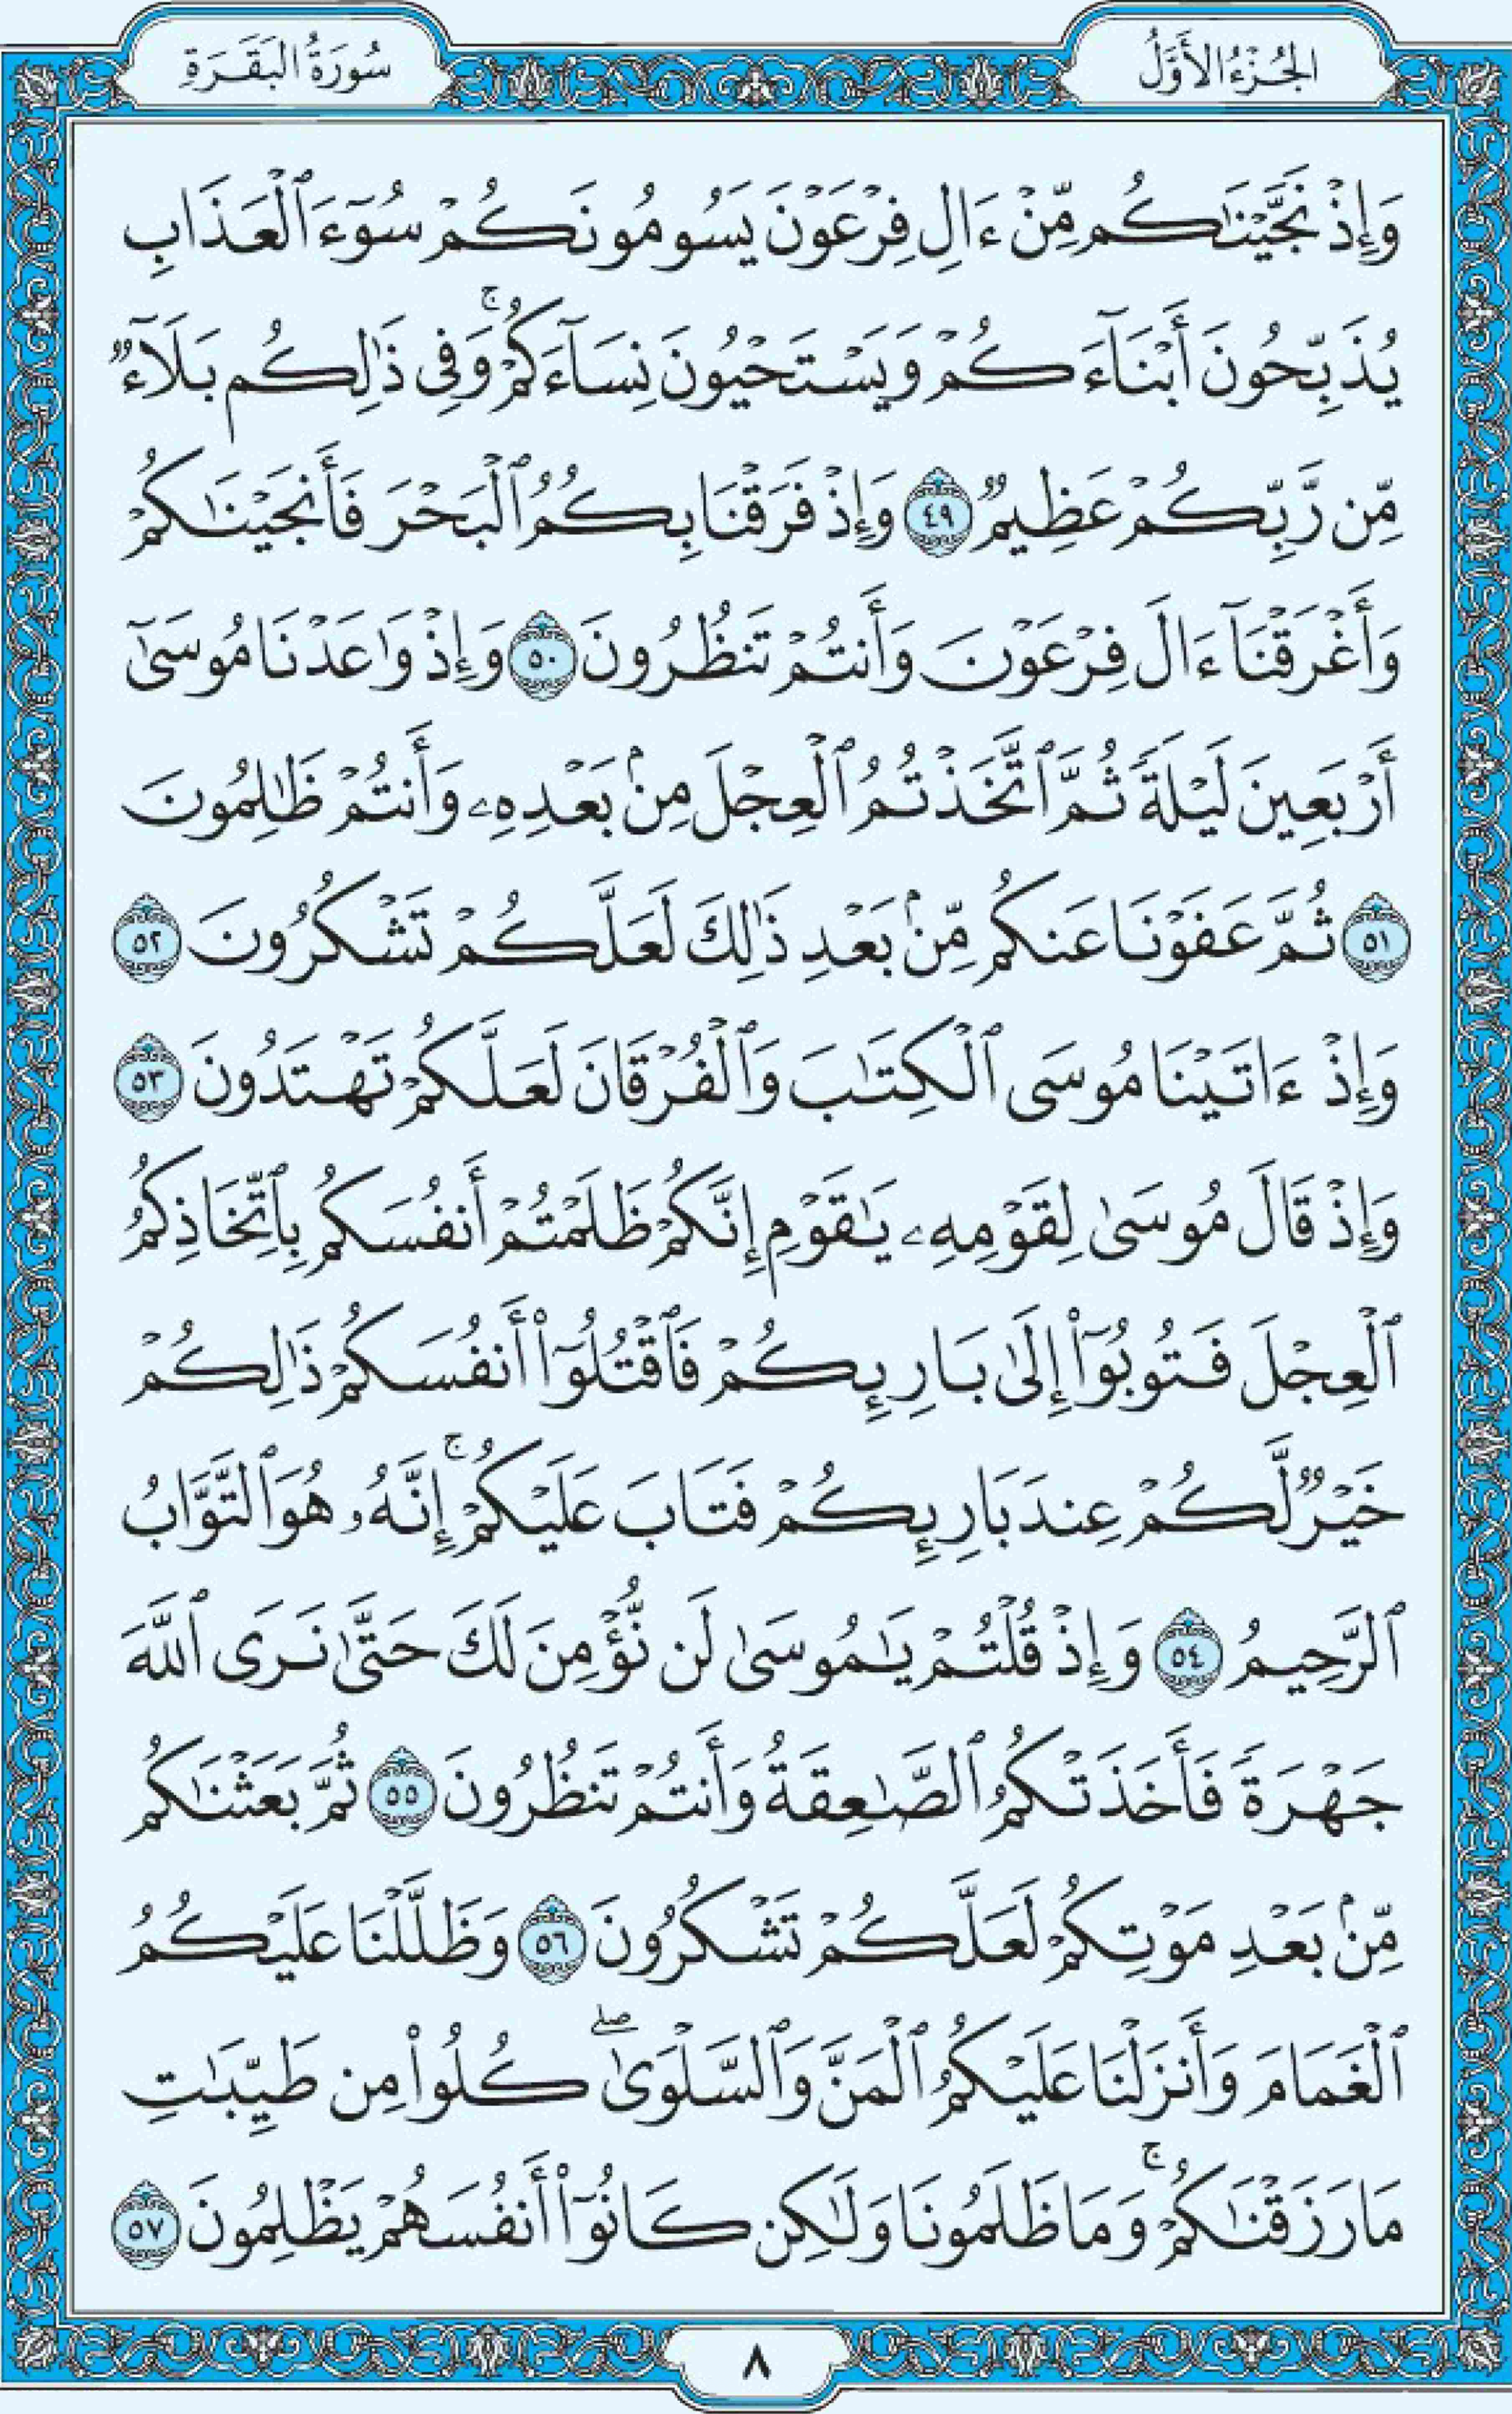 الجُزْءُ الأَوَّلُ
سُورَةُ البَقَرَةِ
وَإِذْ نَجَّيْنَٰكُم مِّنْ ءَالِ فِرْعَوْنَ يَسُومُونَكُمْ سُوٓءَ ٱلْعَذَابِ
يُذَبِّحُونَ أَبْنَآءَكُمْ وَيَسْتَحْيُونَ نِسَآءَكُمْۚ وَفِى ذَٰلِكُم بَلَآءٌ
مِّن رَّبِّكُمْ عَظِيمٌ ٤٩ وَإِذْ فَرَقْنَا بِكُمُ ٱلْبَحْرَ فَأَنجَيْنَٰكُمْ
وَأَغْرَقْنَآ ءَالَ فِرْعَوْنَ وَأَنتُمْ تَنظُرُونَ ٥٠ وَإِذْ وَٰعَدْنَا مُوسَىٰٓ
أَرْبَعِينَ لَيْلَةً ثُمَّ ٱتَّخَذْتُمُ ٱلْعِجْلَ مِنۢ بَعْدِهِۦ وَأَنتُمْ ظَٰلِمُونَ
٥١ ثُمَّ عَفَوْنَا عَنكُم مِّنۢ بَعْدِ ذَٰلِكَ لَعَلَّكُمْ تَشْكُرُونَ ٥٢
وَإِذْ ءَاتَيْنَا مُوسَى ٱلْكِتَٰبَ وَٱلْفُرْقَانَ لَعَلَّكُمْ تَهْتَدُونَ ٥٣
وَإِذْ قَالَ مُوسَىٰ لِقَوْمِهِۦ يَٰقَوْمِ إِنَّكُمْ ظَلَمْتُمْ أَنفُسَكُم بِٱتِّخَاذِكُمُ
ٱلْعِجْلَ فَتُوبُوٓا۟ إِلَىٰ بَارِئِكُمْ فَٱقْتُلُوٓا۟ أَنفُسَكُمْ ذَٰلِكُمْ
خَيْرٌ لَّكُمْ عِندَ بَارِئِكُمْ فَتَابَ عَلَيْكُمْۚ إِنَّهُۥ هُوَ ٱلتَّوَّابُ
ٱلرَّحِيمُ ٥٤ وَإِذْ قُلْتُمْ يَٰمُوسَىٰ لَن نُّؤْمِنَ لَكَ حَتَّىٰ نَرَى ٱللَّهَ
جَهْرَةً فَأَخَذَتْكُمُ ٱلصَّٰعِقَةُ وَأَنتُمْ تَنظُرُونَ ٥٥ ثُمَّ بَعَثْنَٰكُم
مِّنۢ بَعْدِ مَوْتِكُمْ لَعَلَّكُمْ تَشْكُرُونَ ٥٦ وَظَلَّلْنَا عَلَيْكُمُ
ٱلْغَمَامَ وَأَنزَلْنَا عَلَيْكُمُ ٱلْمَنَّ وَٱلسَّلْوَىٰۖ كُلُوا۟ مِن طَيِّبَٰتِ
مَا رَزَقْنَٰكُمْۚ وَمَا ظَلَمُونَا وَلَٰكِن كَانُوٓا۟ أَنفُسَهُمْ يَظْلِمُونَ ٥٧
٨